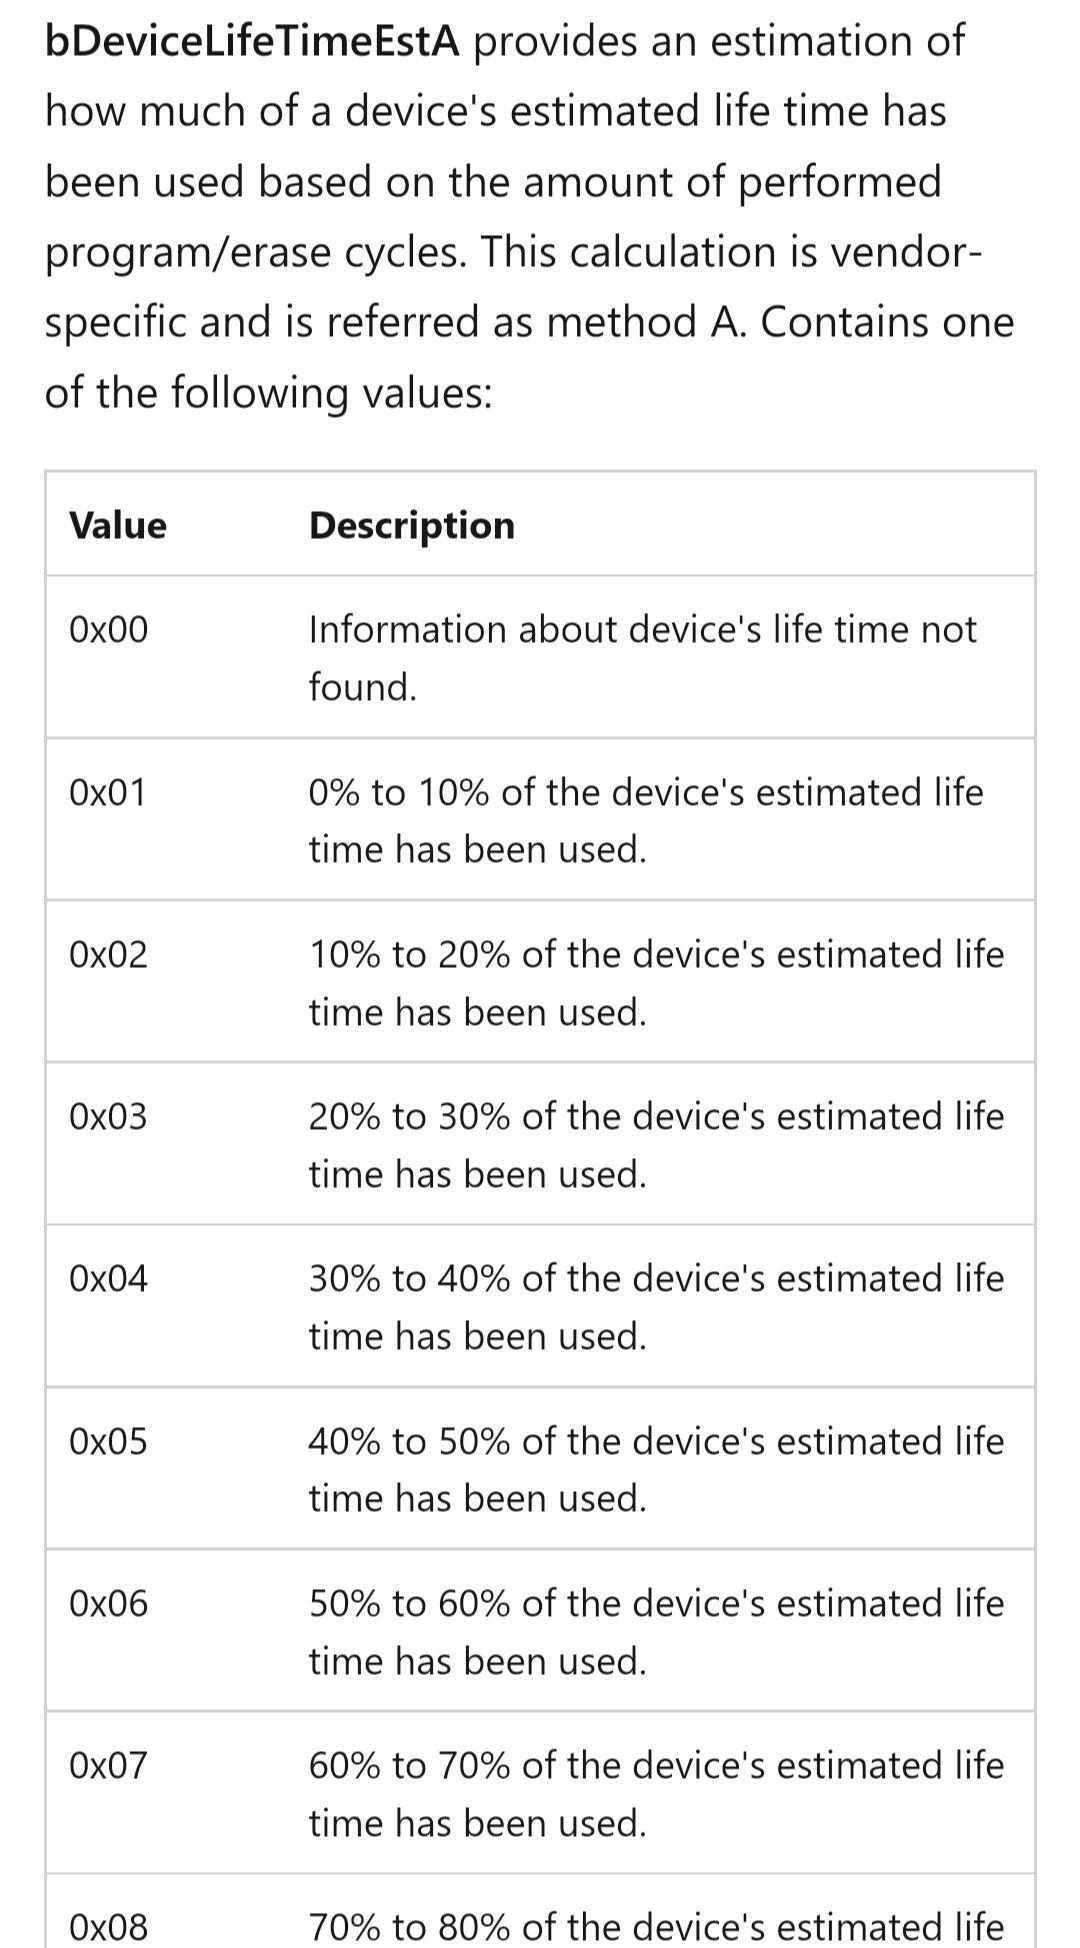 bDeviceLifeTimeEstA provides an estimation of
how much of a device's estimated life time has
been used based on the amount of performed
program/erase cycles. This calculation is vendor-
specific and is referred as method A. Contains one
of the following values:
Value Description
0x00 Information about device's life time not
found.
0x01 0% to 10% of the device's estimated life
time has been used.
0x02 10% to 20% of the device's estimated life
time has been used.
0x03 20% to 30% of the device's estimated life
time has been used.
0x04 30% to 40% of the device's estimated life
time has been used.
0x05 40% to 50% of the device's estimated life
time has been used.
0x06 50% to 60% of the device's estimated life
time has been used.
0x07 60% to 70% of the device's estimated life
time has been used.
0x08 70% to 80% of the device's estimated life